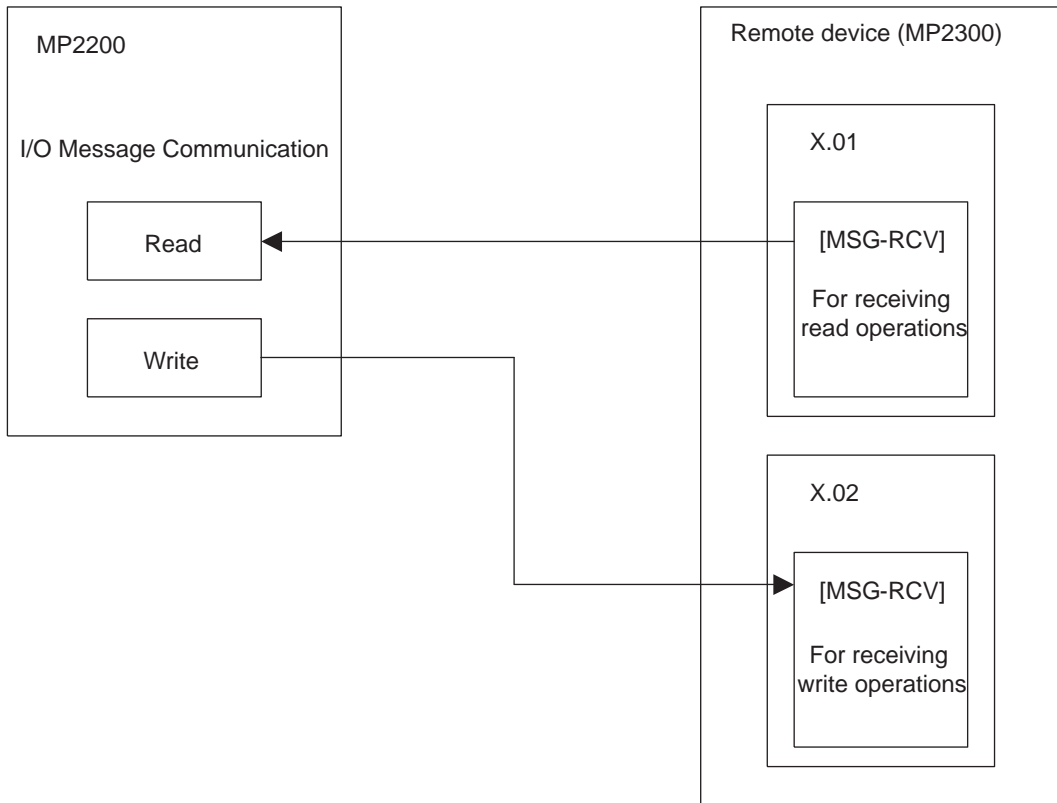 MP2200
I/O Message Communication
Read
Write
Remote device (MP2300)
X.01
[MSG-RCV]
For receiving
read operations
X.02
[MSG-RCV]
For receiving
write operations